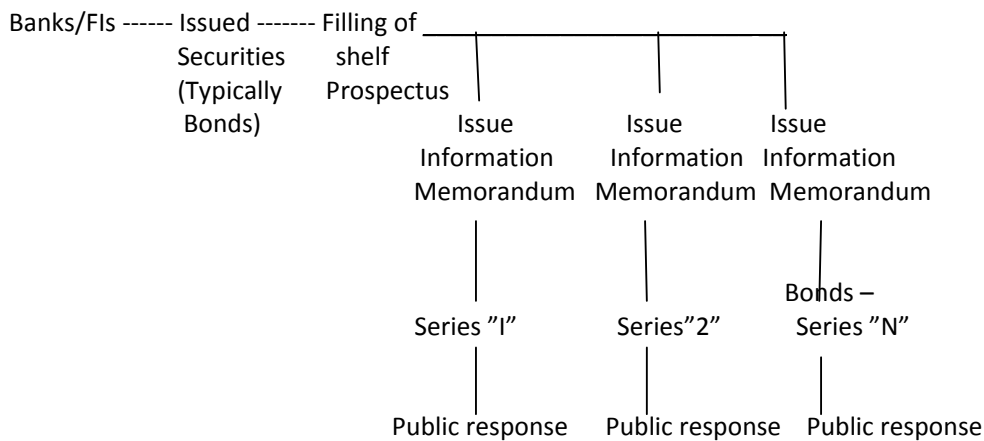 Banks/FIs ------ Issued ------- Filling of
Securities shelf
(Typically Prospectus
Bonds) Issue Issue Issue
Information Information Information
Memorandum Memorandum Memorandum
Bonds –
Series ”I” Series”2” Series ”N”
Public response Public response Public response